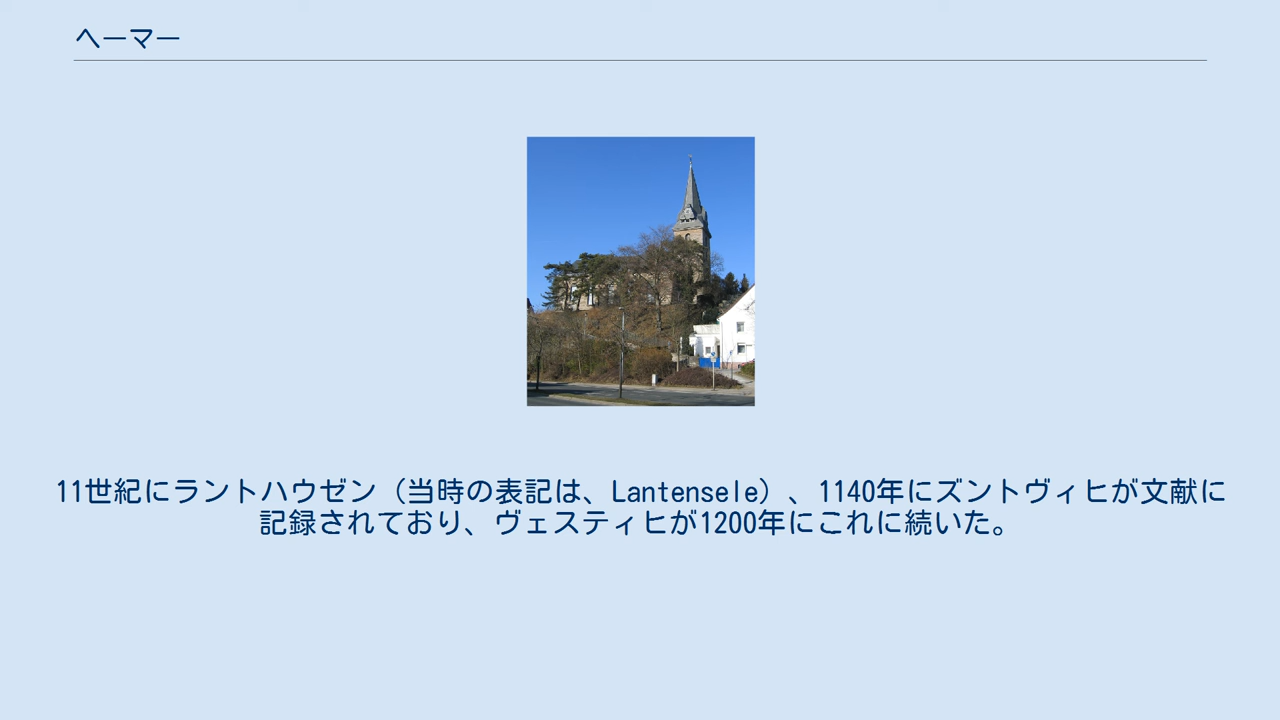 ヘーマー
11世紀にラントハウゼン（当時の表記は、Lantensele）、1140年にズントヴィヒが文献に
記録されており、ヴェスティヒが1200年にこれに続いた。